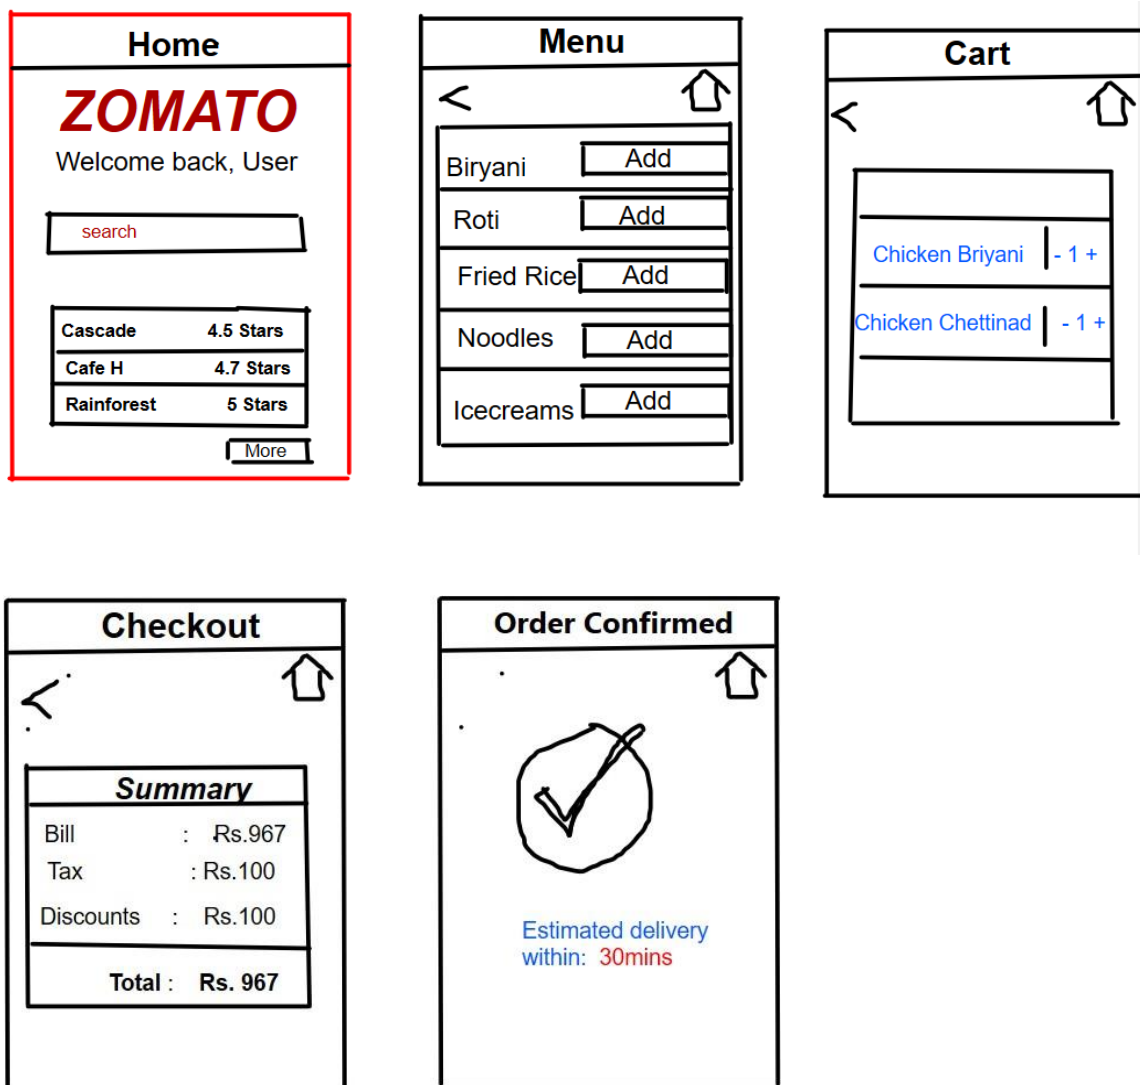 Home
ZOMATO
Welcome back, User
search
Cascade 4.5 Stars
Cafe H 4.7 Stars
Rainforest 5 Stars
More
Menu
Biryani Add
Roti Add
Fried Rice Add
Noodles Add
Icecreams Add
Cart
Chicken Briyani - 1 +
Chicken Chettinad - 1 +
Checkout
Summary
Bill : Rs.967
Tax : Rs.100
Discounts : Rs.100
Total : Rs. 967
Order Confirmed
Estimated delivery
within: 30mins